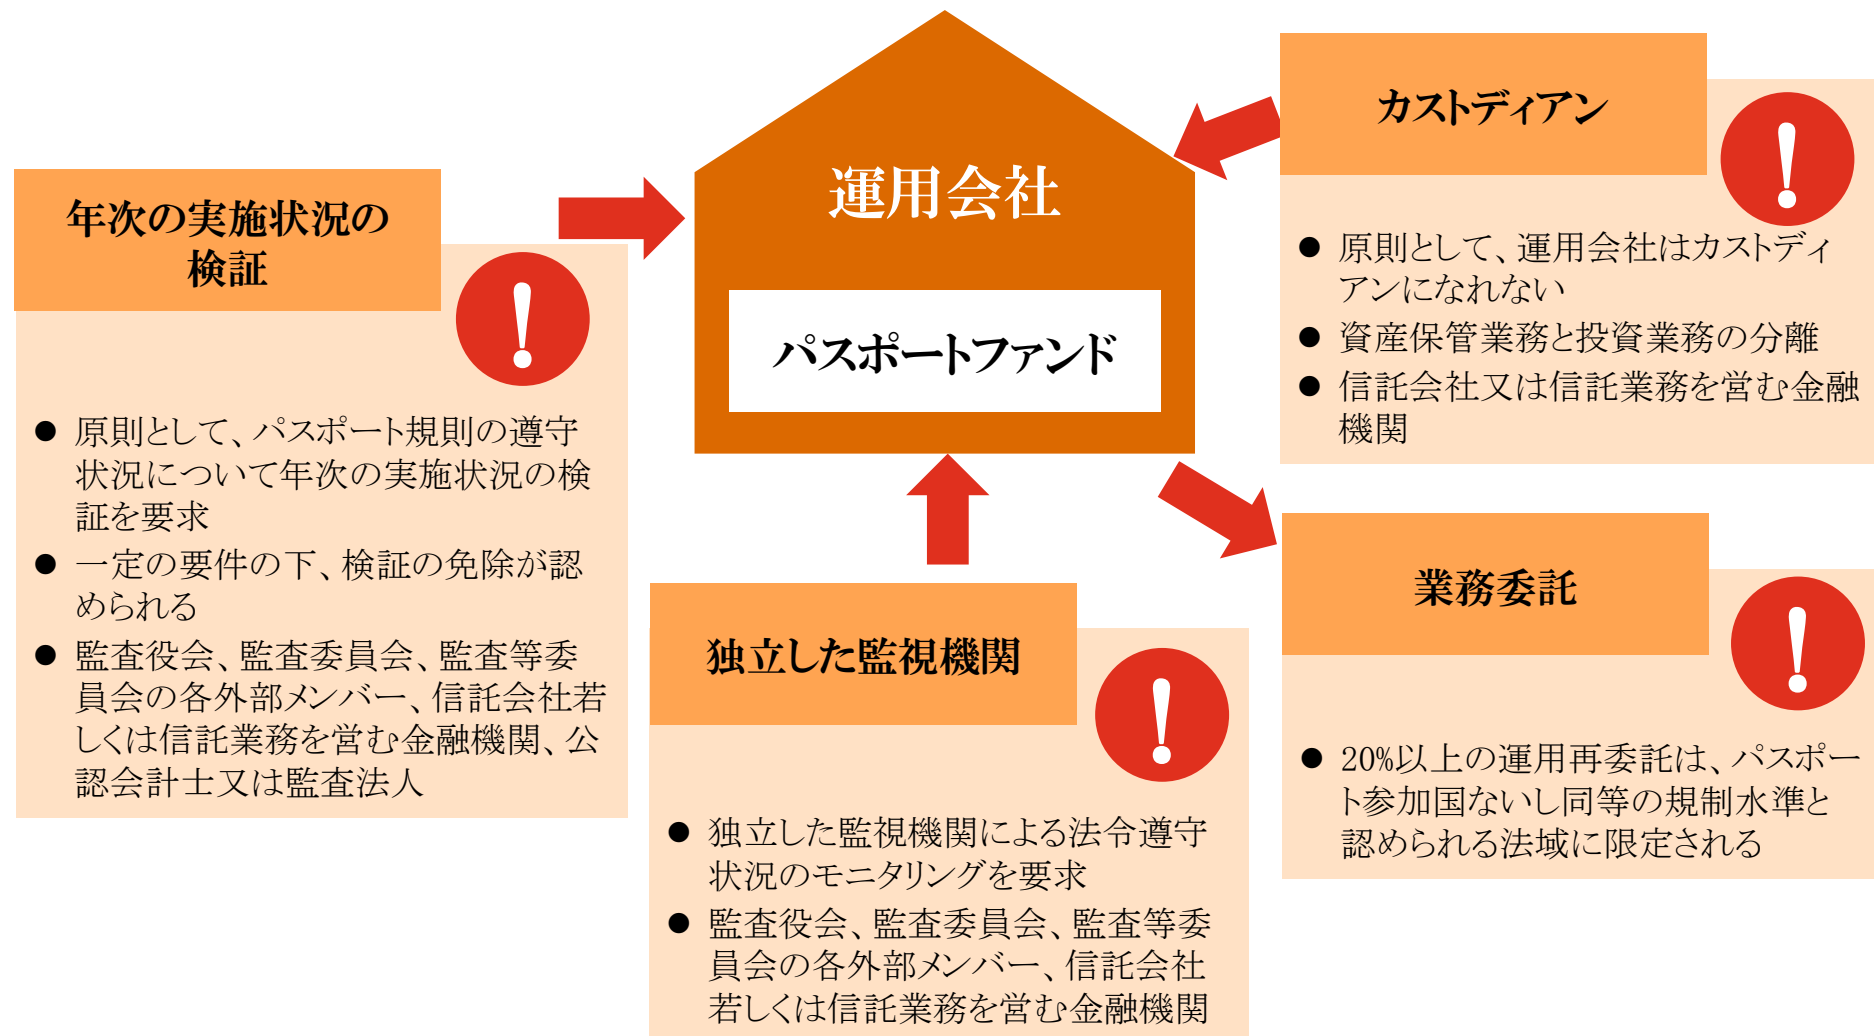 運用会社
パスポートファンド
年次の実施状況の
検証
● 原則として、パスポート規則の遵守
状況について年次の実施状況の検
証を要求
● 一定の要件の下、検証の免除が認
められる
● 監査役会、監査委員会、監査等委
員会の各外部メンバー、信託会社若
しくは信託業務を営む金融機関、公
認会計士又は監査法人
独立した監視機関
● 独立した監視機関による法令遵守
状況のモニタリングを要求
● 監査役会、監査委員会、監査等委
員会の各外部メンバー、信託会社
若しくは信託業務を営む金融機関
カストディアン
● 原則として、運用会社はカストディ
アンになれない
● 資産保管業務と投資業務の分離
● 信託会社又は信託業務を営む金融
機関
業務委託
● 20%以上の運用再委託は、パスポー
ト参加国ないし同等の規制水準と
認められる法域に限定される
!
!
!
!